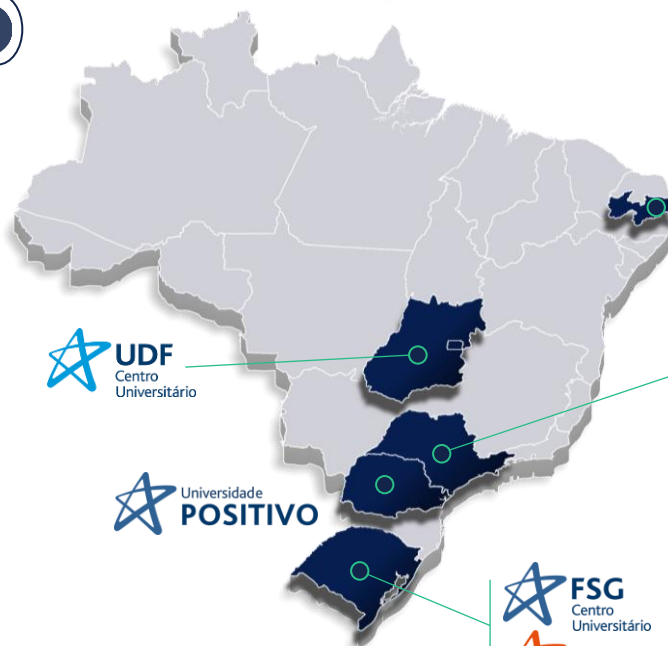 UDF
Centro
Universitário
Universidade
POSITIVO
FSG
Centro
Universitário